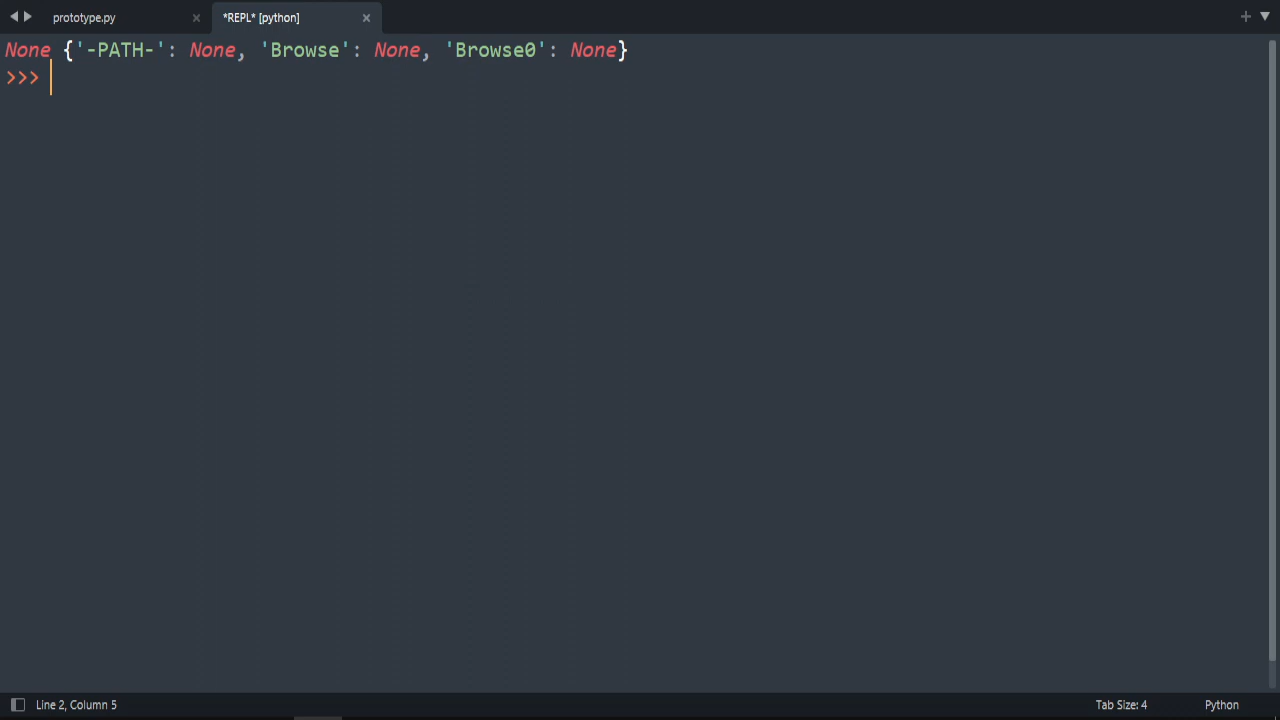 prototype.py × *REPL* [python] × +
None {'-PATH-': None, 'Browse': None, 'Browse0': None}
>>>
Line 2, Column 5 Tab Size: 4 Python